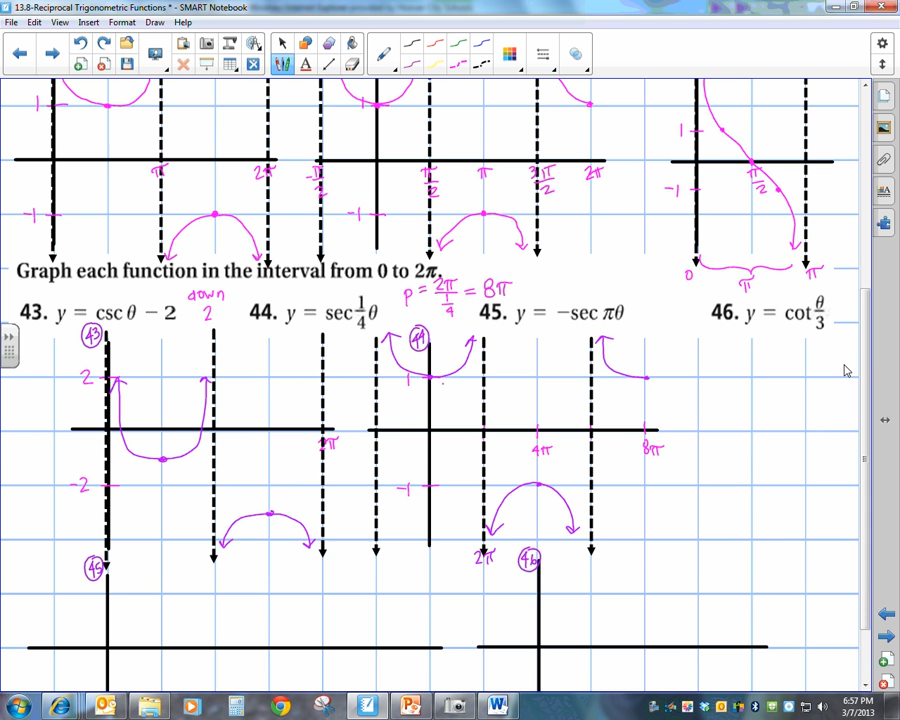 13.8-Reciprocal Trigonometric Functions * - SMART Notebook
File Edit View Insert Format Draw Help
1 π 2π -1
1 -π/2 π/2 π 3π/2 2π -1
1 -1 π/2 0 π π
Graph each function in the interval from 0 to 2π.
down 2
P = 2π / 1/4 = 8π
43. y = csc θ − 2 44. y = sec 1/4 θ 45. y = −sec πθ 46. y = cot θ/3
43 44
2 1
2π 4π 8π
-2 -1
45 2π 46
6:57 PM
3/7/2013